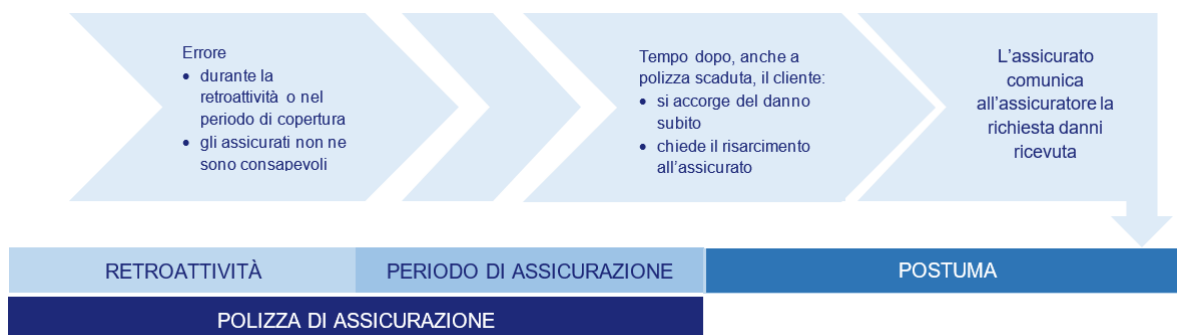 Errore
• durante la
retroattività o nel
periodo di copertura
• gli assicurati non ne
sono consapevoli
Tempo dopo, anche a
polizza scaduta, il cliente:
• si accorge del danno
subito
• chiede il risarcimento
all'assicurato
L'assicurato
comunica
all'assicuratore la
richiesta danni
ricevuta
RETROATTIVITÀ
PERIODO DI ASSICURAZIONE
POSTUMA
POLIZZA DI ASSICURAZIONE